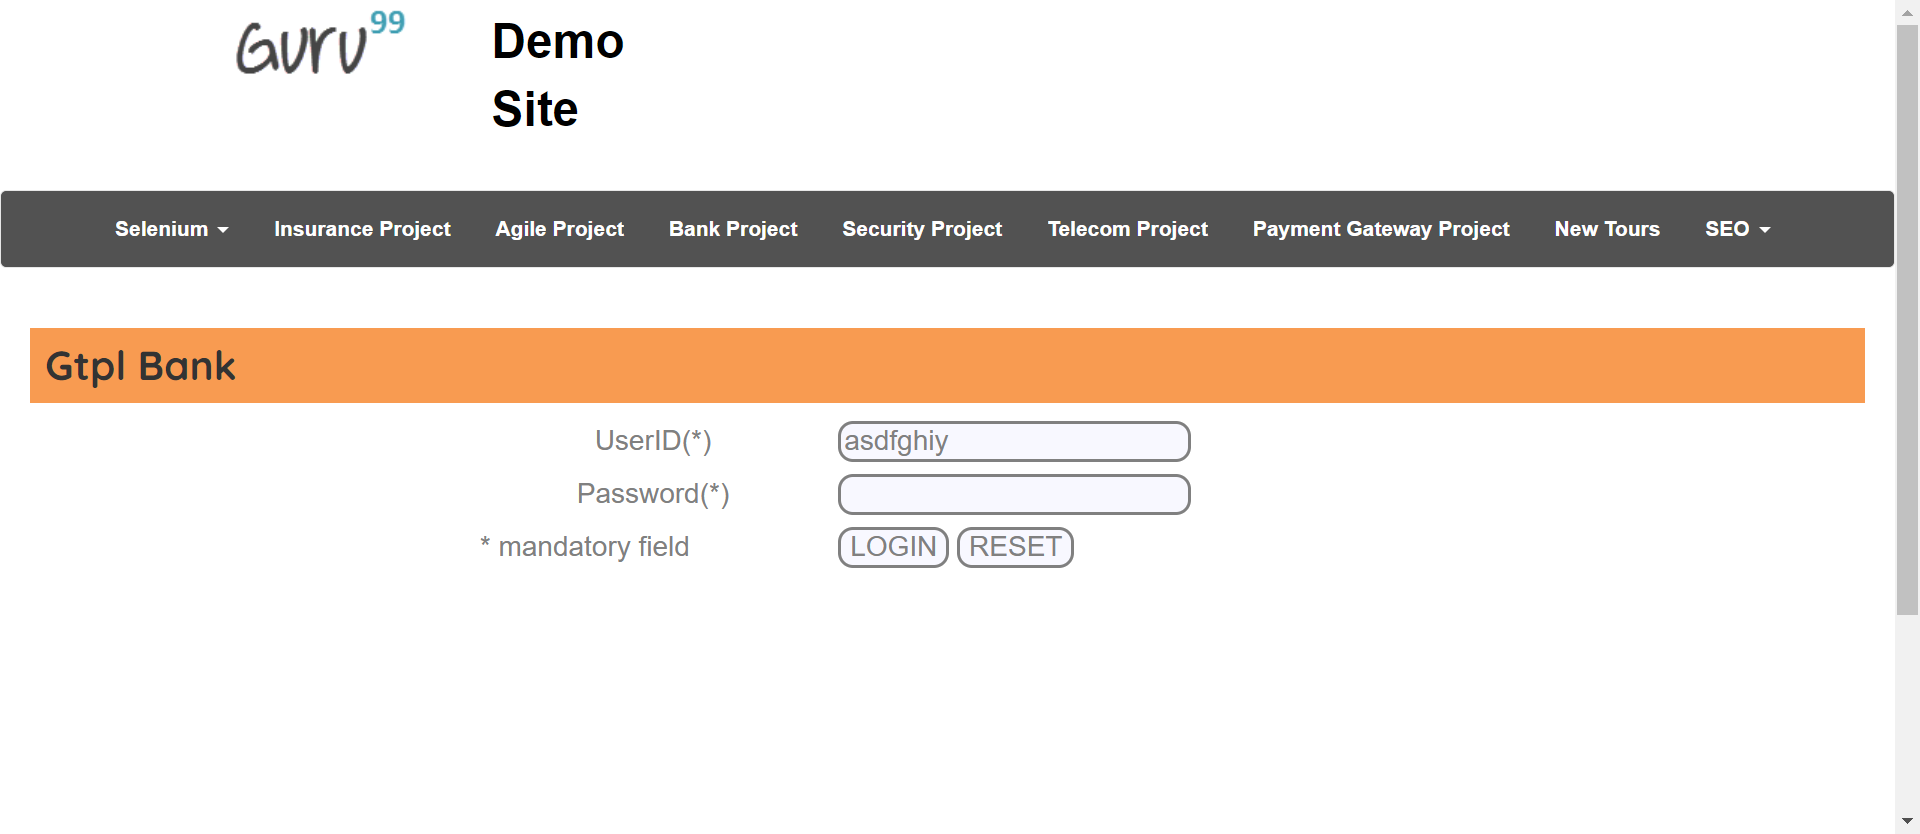 Guru99
Demo
Site
Selenium Insurance Project Agile Project Bank Project Security Project Telecom Project Payment Gateway Project New Tours SEO
Gtpl Bank
UserID(*) asdfghiy
Password(*)
* mandatory field LOGIN RESET